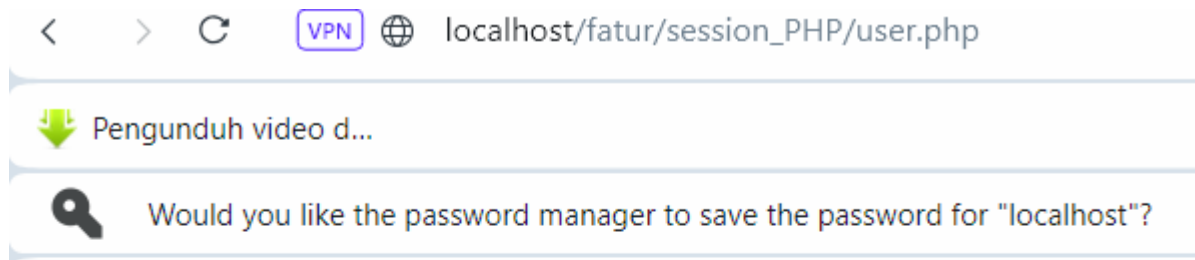 VPN localhost/fatur/session_PHP/user.php
Pengunduh video d...
Would you like the password manager to save the password for "localhost"?